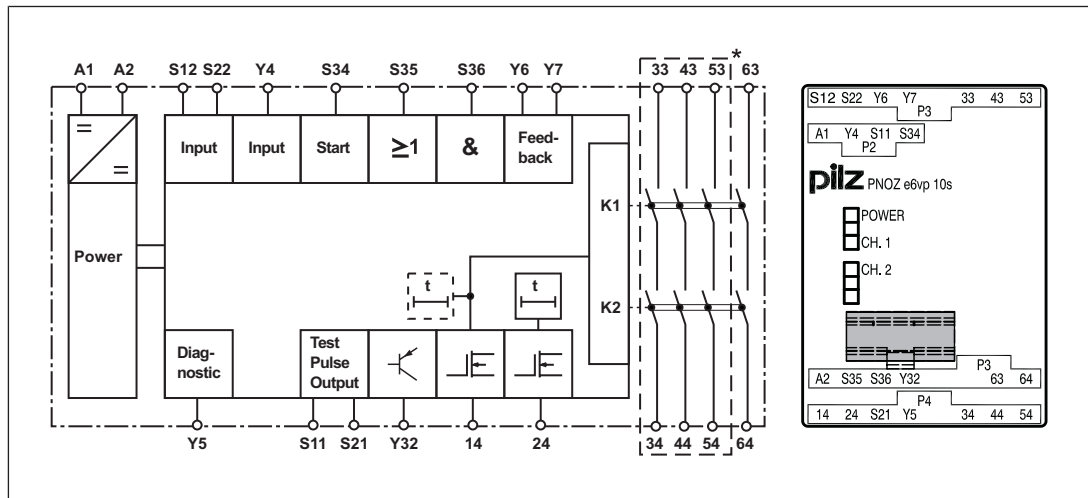 A1 A2 S12 S22 Y4 S34 S35 S36 Y6 Y7 33 43 53 * 63
= =
Input Input Start ≥1 & Feed-
back
K1
Power
t t
K2
Diag-
nostic
Test
Pulse
Output
Y5 S11 S21 Y32 14 24 34 44 54 64
S12 S22 Y6 Y7 33 43 53
P3
A1 Y4 S11 S34
P2
pilz PNOZ e6vp 10s
POWER
CH. 1
CH. 2
P3
A2 S35 S36 Y32 63 64
P4
14 24 S21 Y5 34 44 54